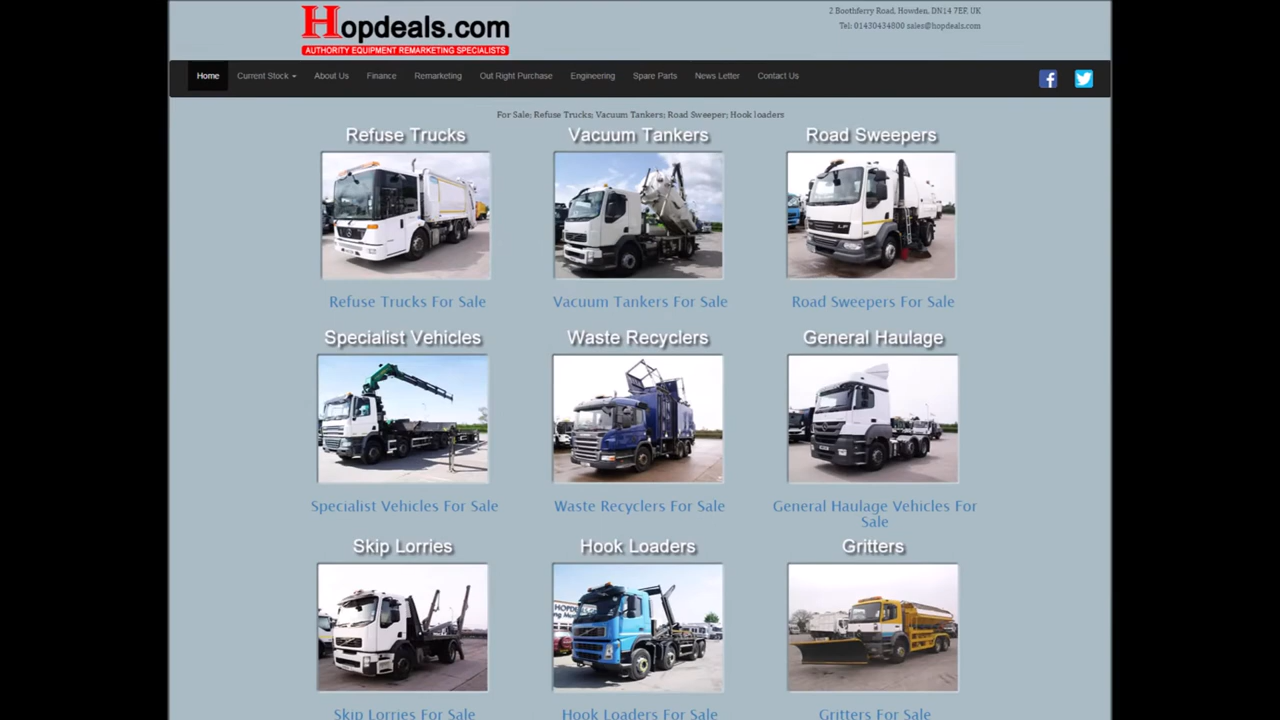 Hopdeals.com
AUTHORITY EQUIPMENT REMARKETING SPECIALISTS
2 Boothferry Road, Howden, DN14 7EF, UK
Tel: 01430434800 sales@hopdeals.com
Home Current Stock About Us Finance Remarketing Out Right Purchase Engineering Spare Parts News Letter Contact Us
For Sale; Refuse Trucks; Vacuum Tankers; Road Sweeper; Hook loaders
Refuse Trucks Vacuum Tankers Road Sweepers
Refuse Trucks For Sale Vacuum Tankers For Sale Road Sweepers For Sale
Specialist Vehicles Waste Recyclers General Haulage
Specialist Vehicles For Sale Waste Recyclers For Sale General Haulage Vehicles For
Sale
Skip Lorries Hook Loaders Gritters
HOPDEA
Skip Lorries For Sale Hook Loaders For Sale Gritters For Sale